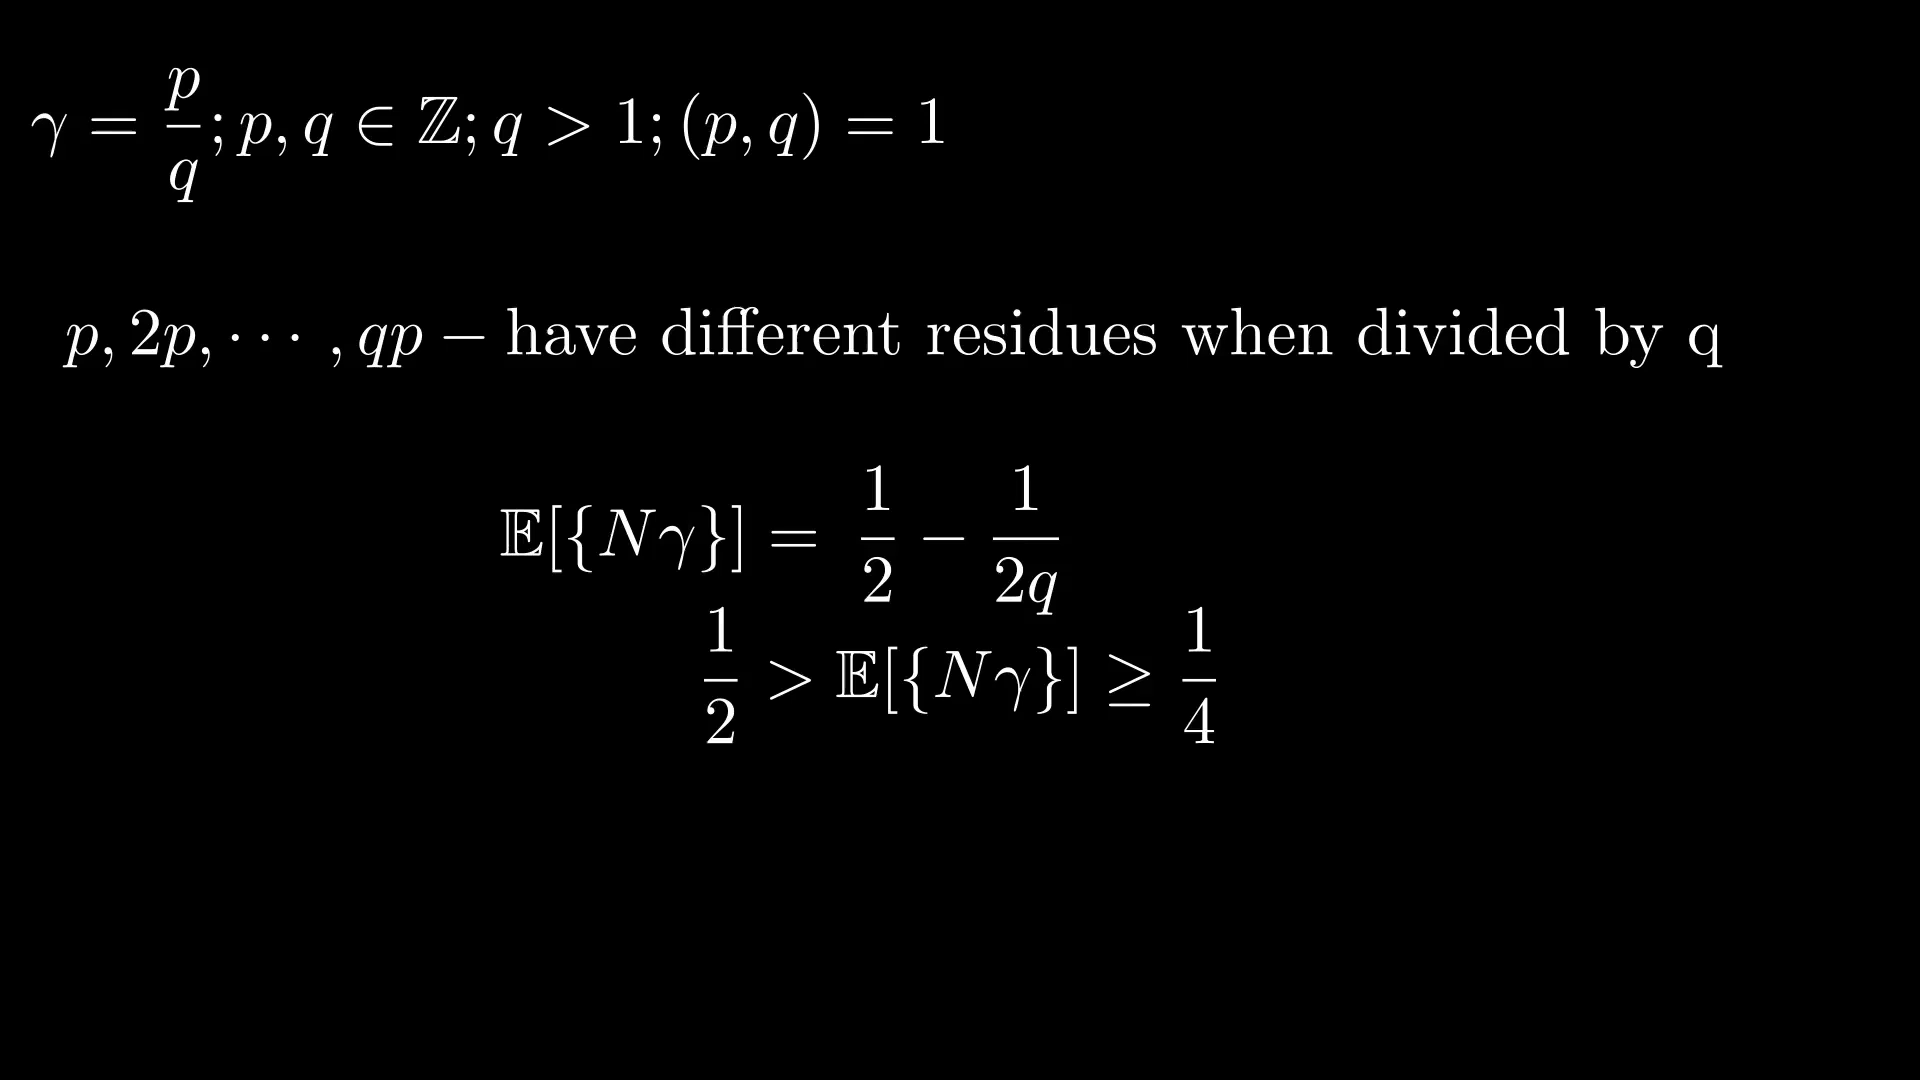 γ = p/q; p, q ∈ ℤ; q > 1; (p, q) = 1
p, 2p, · · · , qp − have different residues when divided by q
𝔼[{Nγ}] = 1/2 − 1/2q
1/2 > 𝔼[{Nγ}] ≥ 1/4